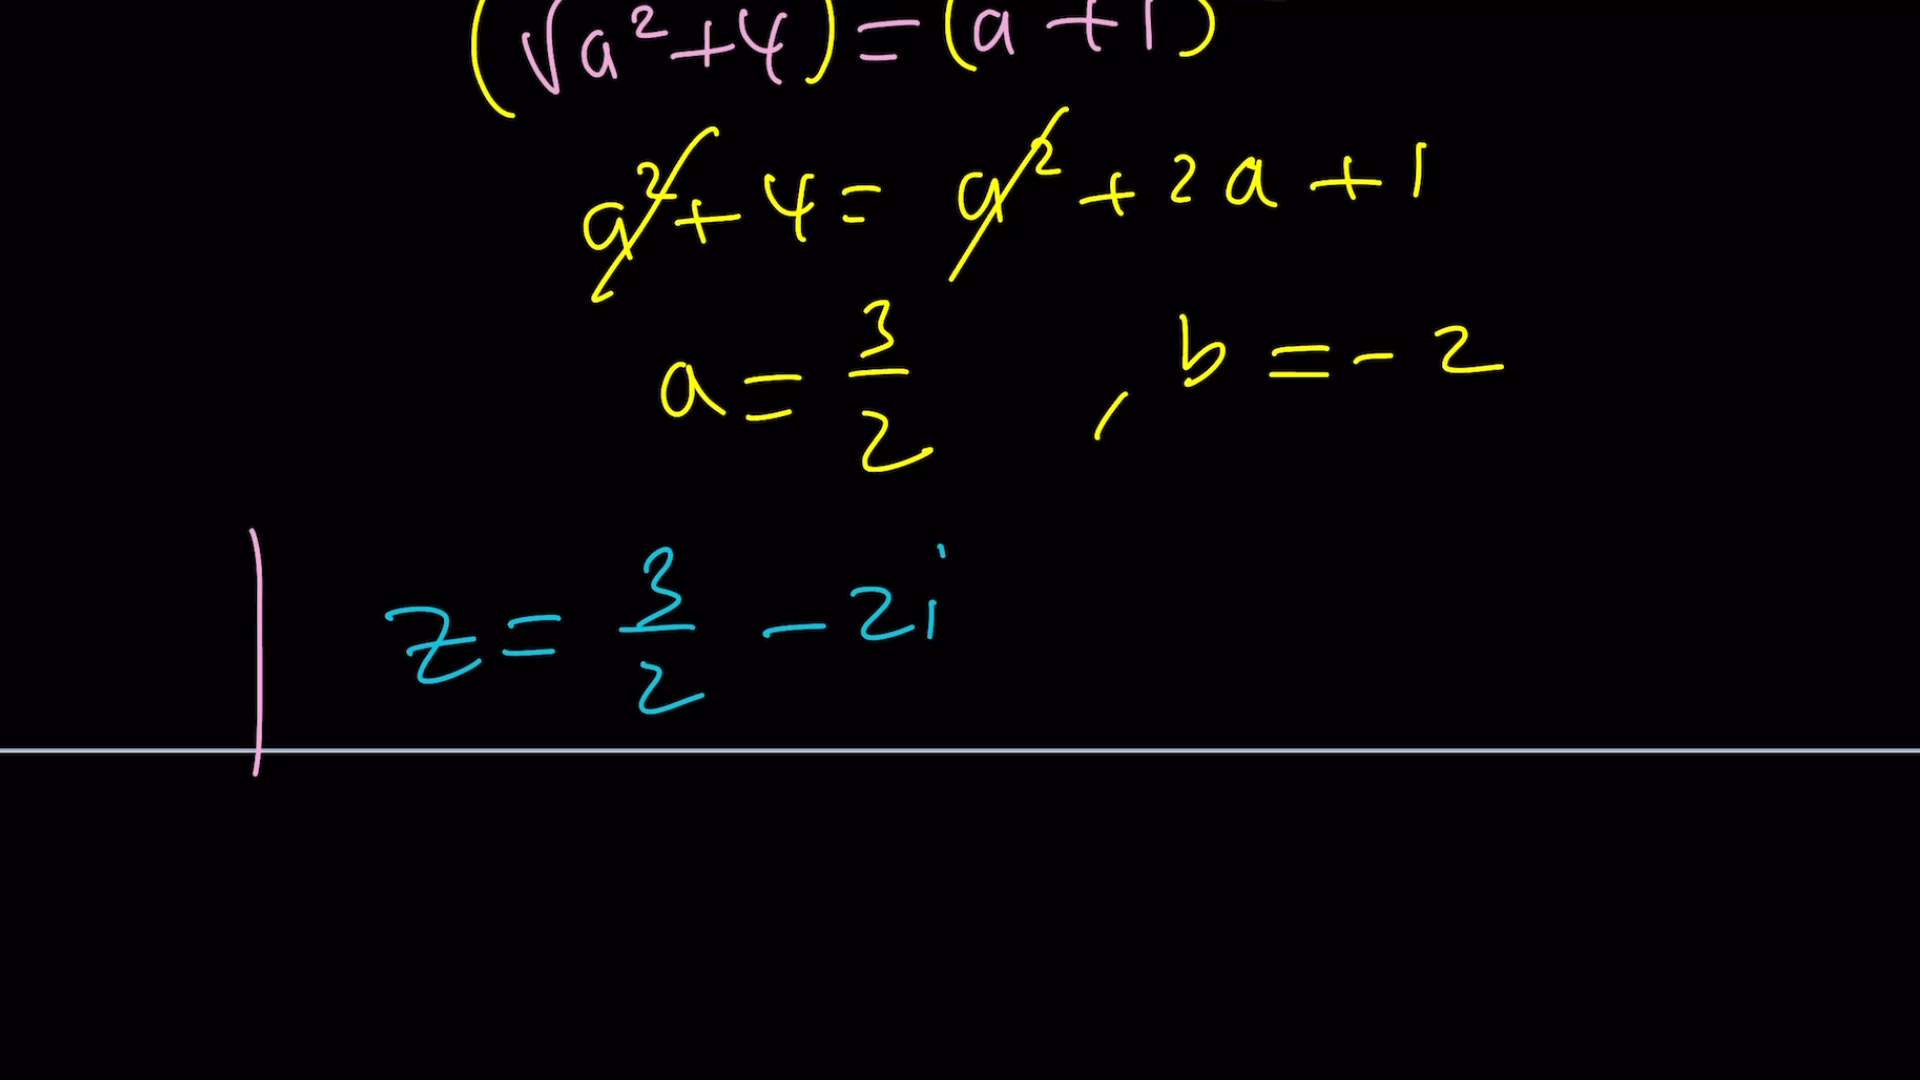 (√a²+4) = (a+1)
a²+4 = a²+2a+1
a = 3/2 , b = -2
z = 3/2 - 2i